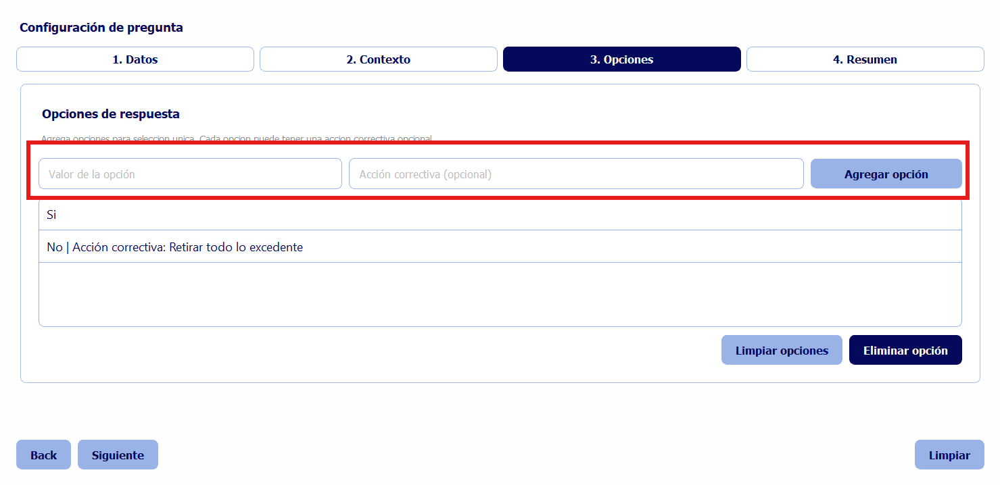 Configuración de pregunta
1. Datos
2. Contexto
3. Opciones
4. Resumen
Opciones de respuesta
Agrega opciones para seleccion unica. Cada opcion puede tener una accion correctiva opcional.
Valor de la opción
Acción correctiva (opcional)
Agregar opción
Si
No | Acción correctiva: Retirar todo lo excedente
Limpiar opciones
Eliminar opción
Back
Siguiente
Limpiar